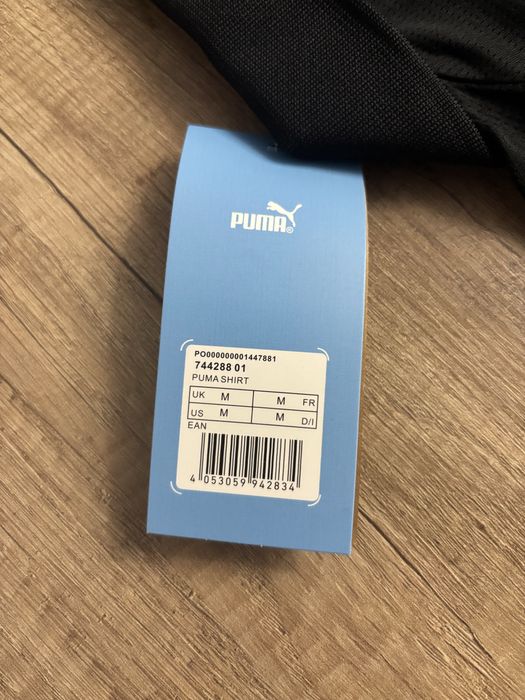 PUMA®
PO000000001447881
744288 01
PUMA SHIRT
UK M M FR
US M M D/I
EAN
4 053059 942834